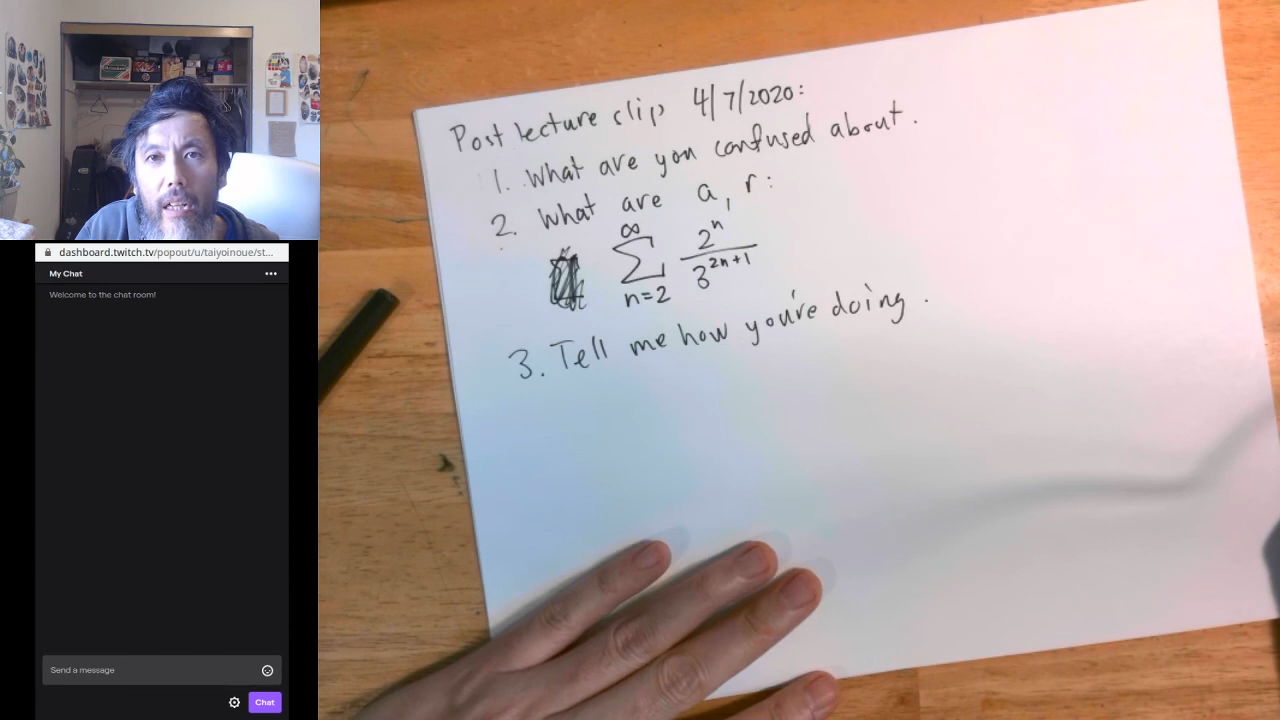 dashboard.twitch.tv/popout/u/taiyoinoue/st...
My Chat
Welcome to the chat room!
Send a message
Chat
Post lecture clip 4/7/2020:
1. What are you confused about.
2. What are a, r:
∞
∑ 2^n / 3^{2n+1}
n=2
3. Tell me how you're doing.